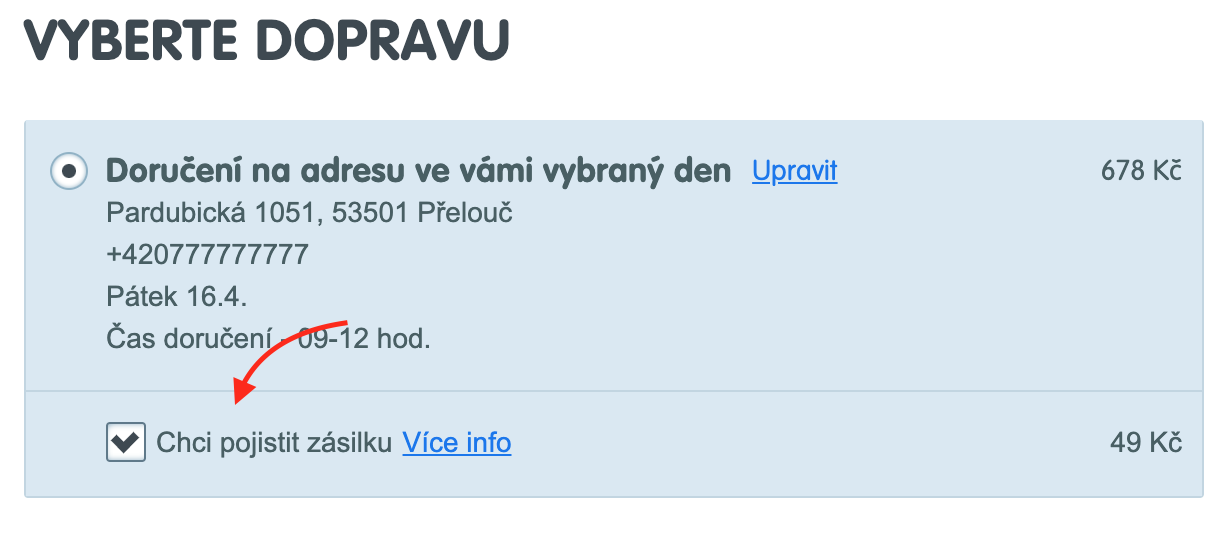 VYBERTE DOPRAVU
Doručení na adresu ve vámi vybraný den Upravit 678 Kč
Pardubická 1051, 53501 Přelouč
+420777777777
Pátek 16.4.
Čas doručení - 09-12 hod.
Chci pojistit zásilku Více info 49 Kč